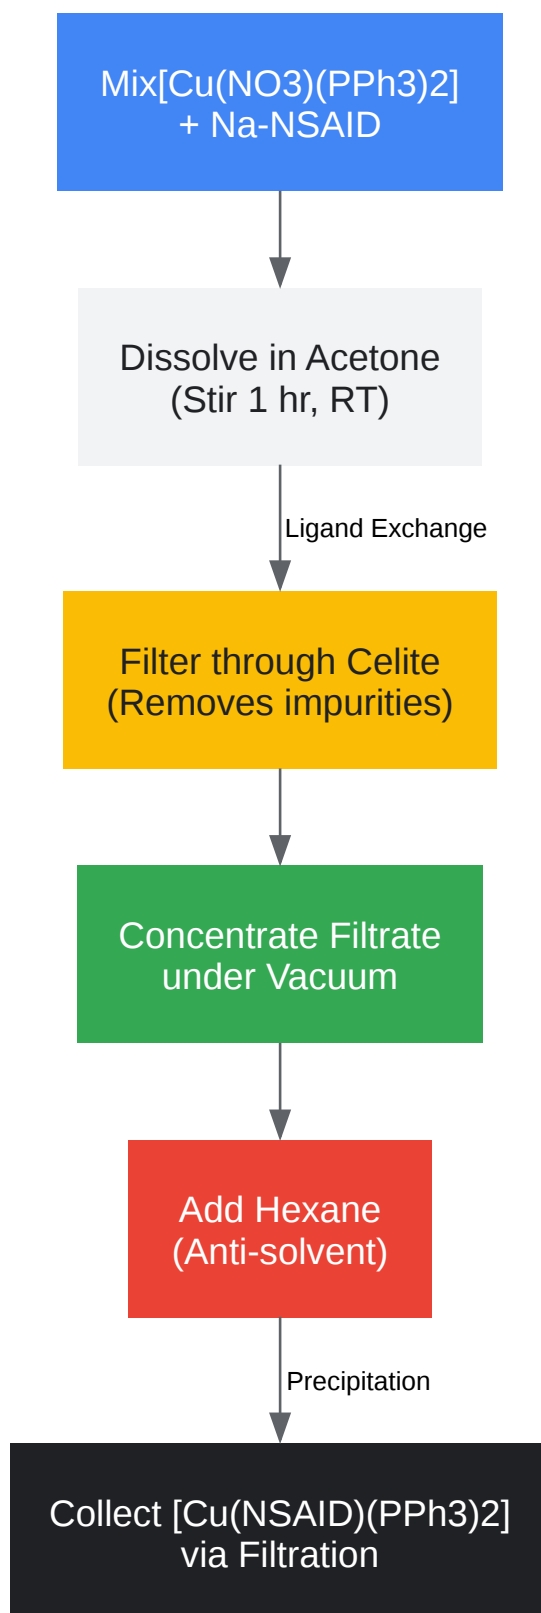 Mix[Cu(NO3)(PPh3)2]
+ Na-NSAID
Dissolve in Acetone
(Stir 1 hr, RT)
Ligand Exchange
Filter through Celite
(Removes impurities)
Concentrate Filtrate
under Vacuum
Add Hexane
(Anti-solvent)
Precipitation
Collect [Cu(NSAID)(PPh3)2]
via Filtration